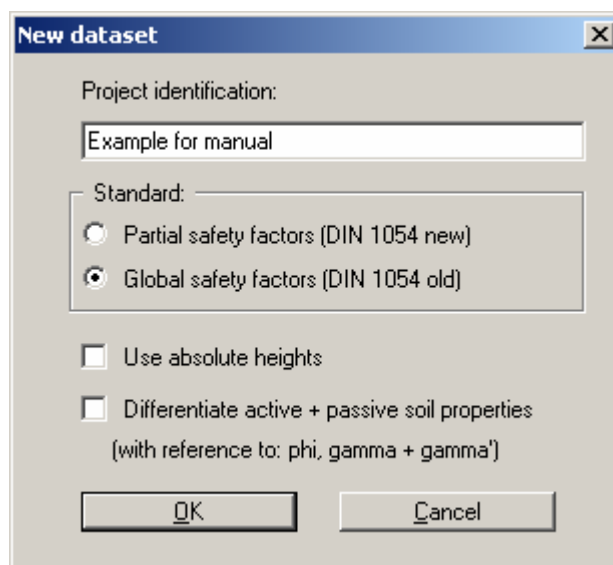 New dataset
Project identification:
Example for manual
Standard:
Partial safety factors (DIN 1054 new)
Global safety factors (DIN 1054 old)
Use absolute heights
Differentiate active + passive soil properties
(with reference to: phi, gamma + gamma')
OK Cancel